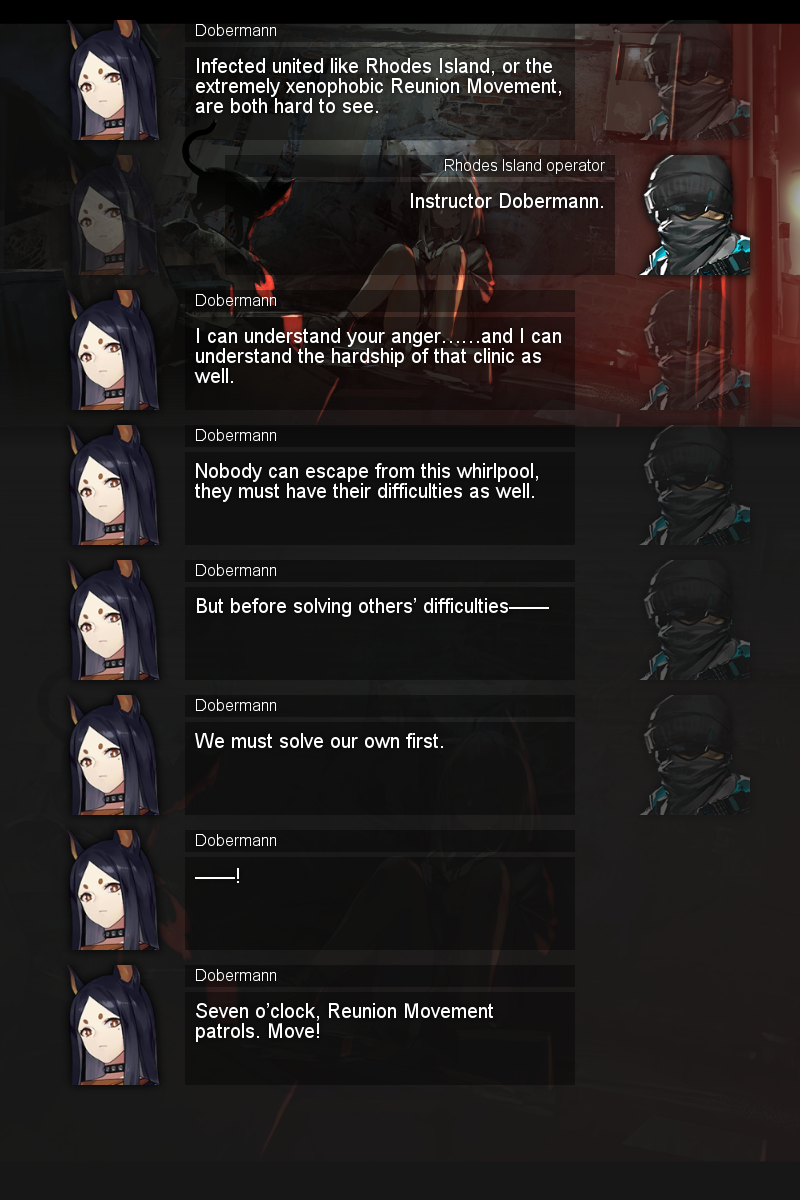 Dobermann
Infected united like Rhodes Island, or the
extremely xenophobic Reunion Movement,
are both hard to see.
Rhodes Island operator
Instructor Dobermann.
Dobermann
I can understand your anger……and I can
understand the hardship of that clinic as
well.
Dobermann
Nobody can escape from this whirlpool,
they must have their difficulties as well.
Dobermann
But before solving others’ difficulties——
Dobermann
We must solve our own first.
Dobermann
——!
Dobermann
Seven o’clock, Reunion Movement
patrols. Move!